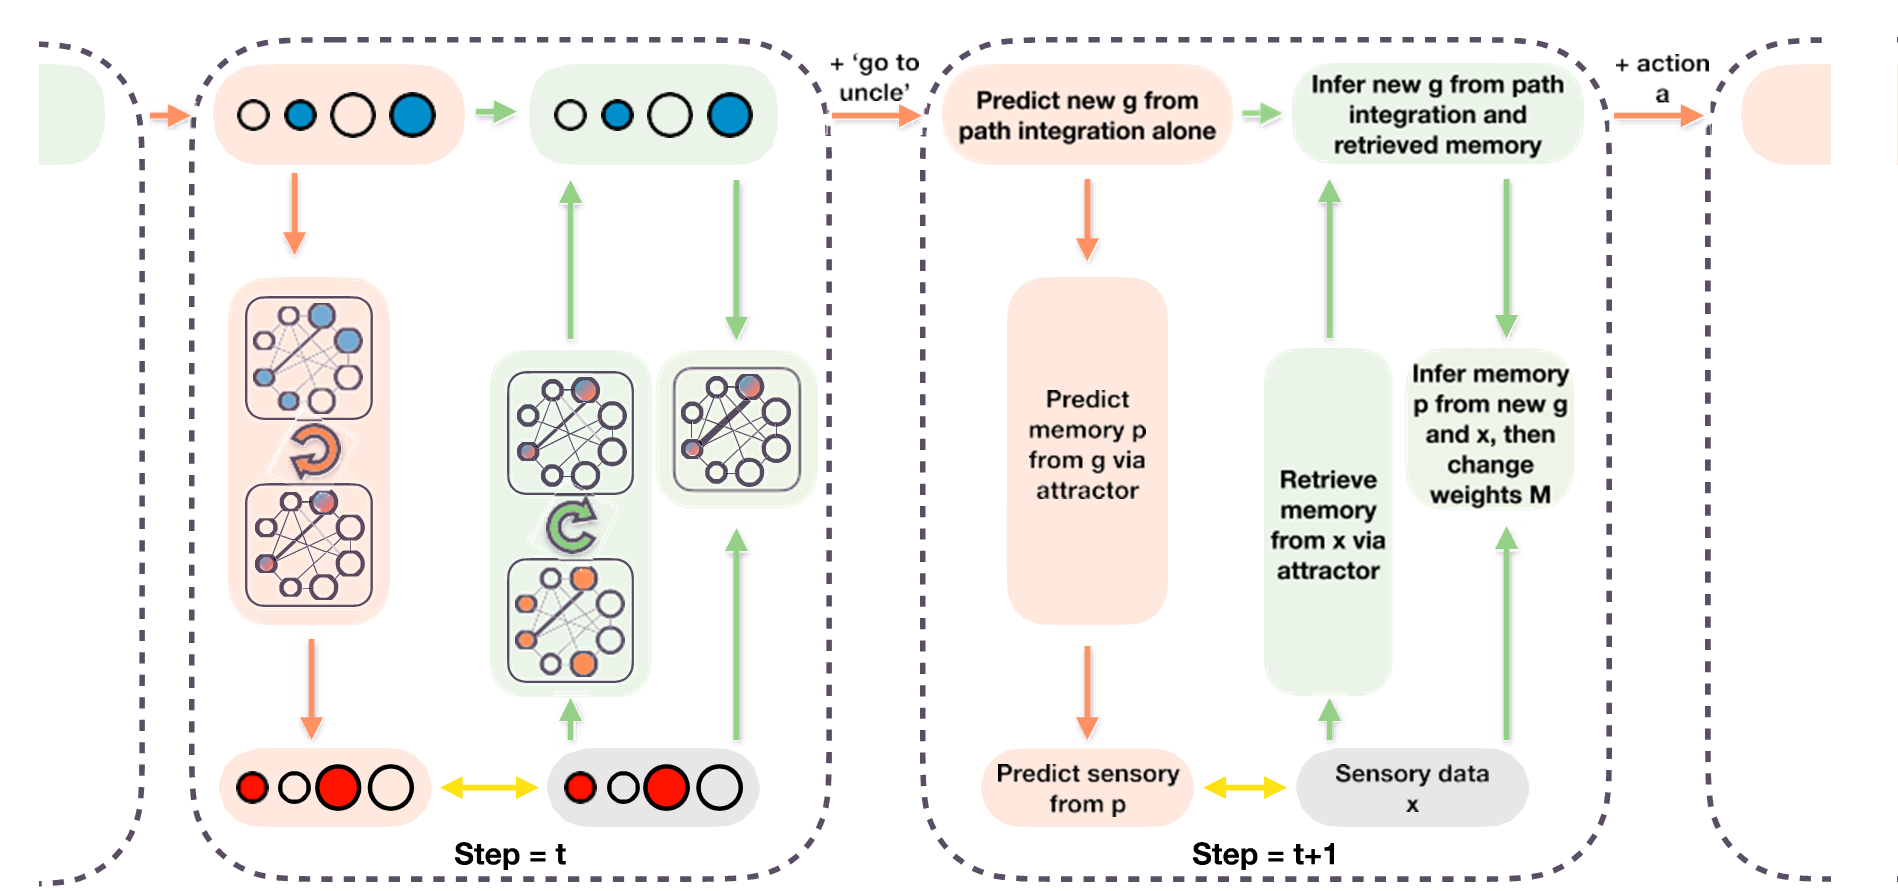 + ‘go to
uncle’
Predict new g from
path integration alone
Infer new g from path
integration and
retrieved memory
+ action
a
Predict
memory p
from g via
attractor
Retrieve
memory
from x via
attractor
Infer memory
p from new g
and x, then
change
weights M
Predict sensory
from p
Sensory data
x
Step = t
Step = t+1